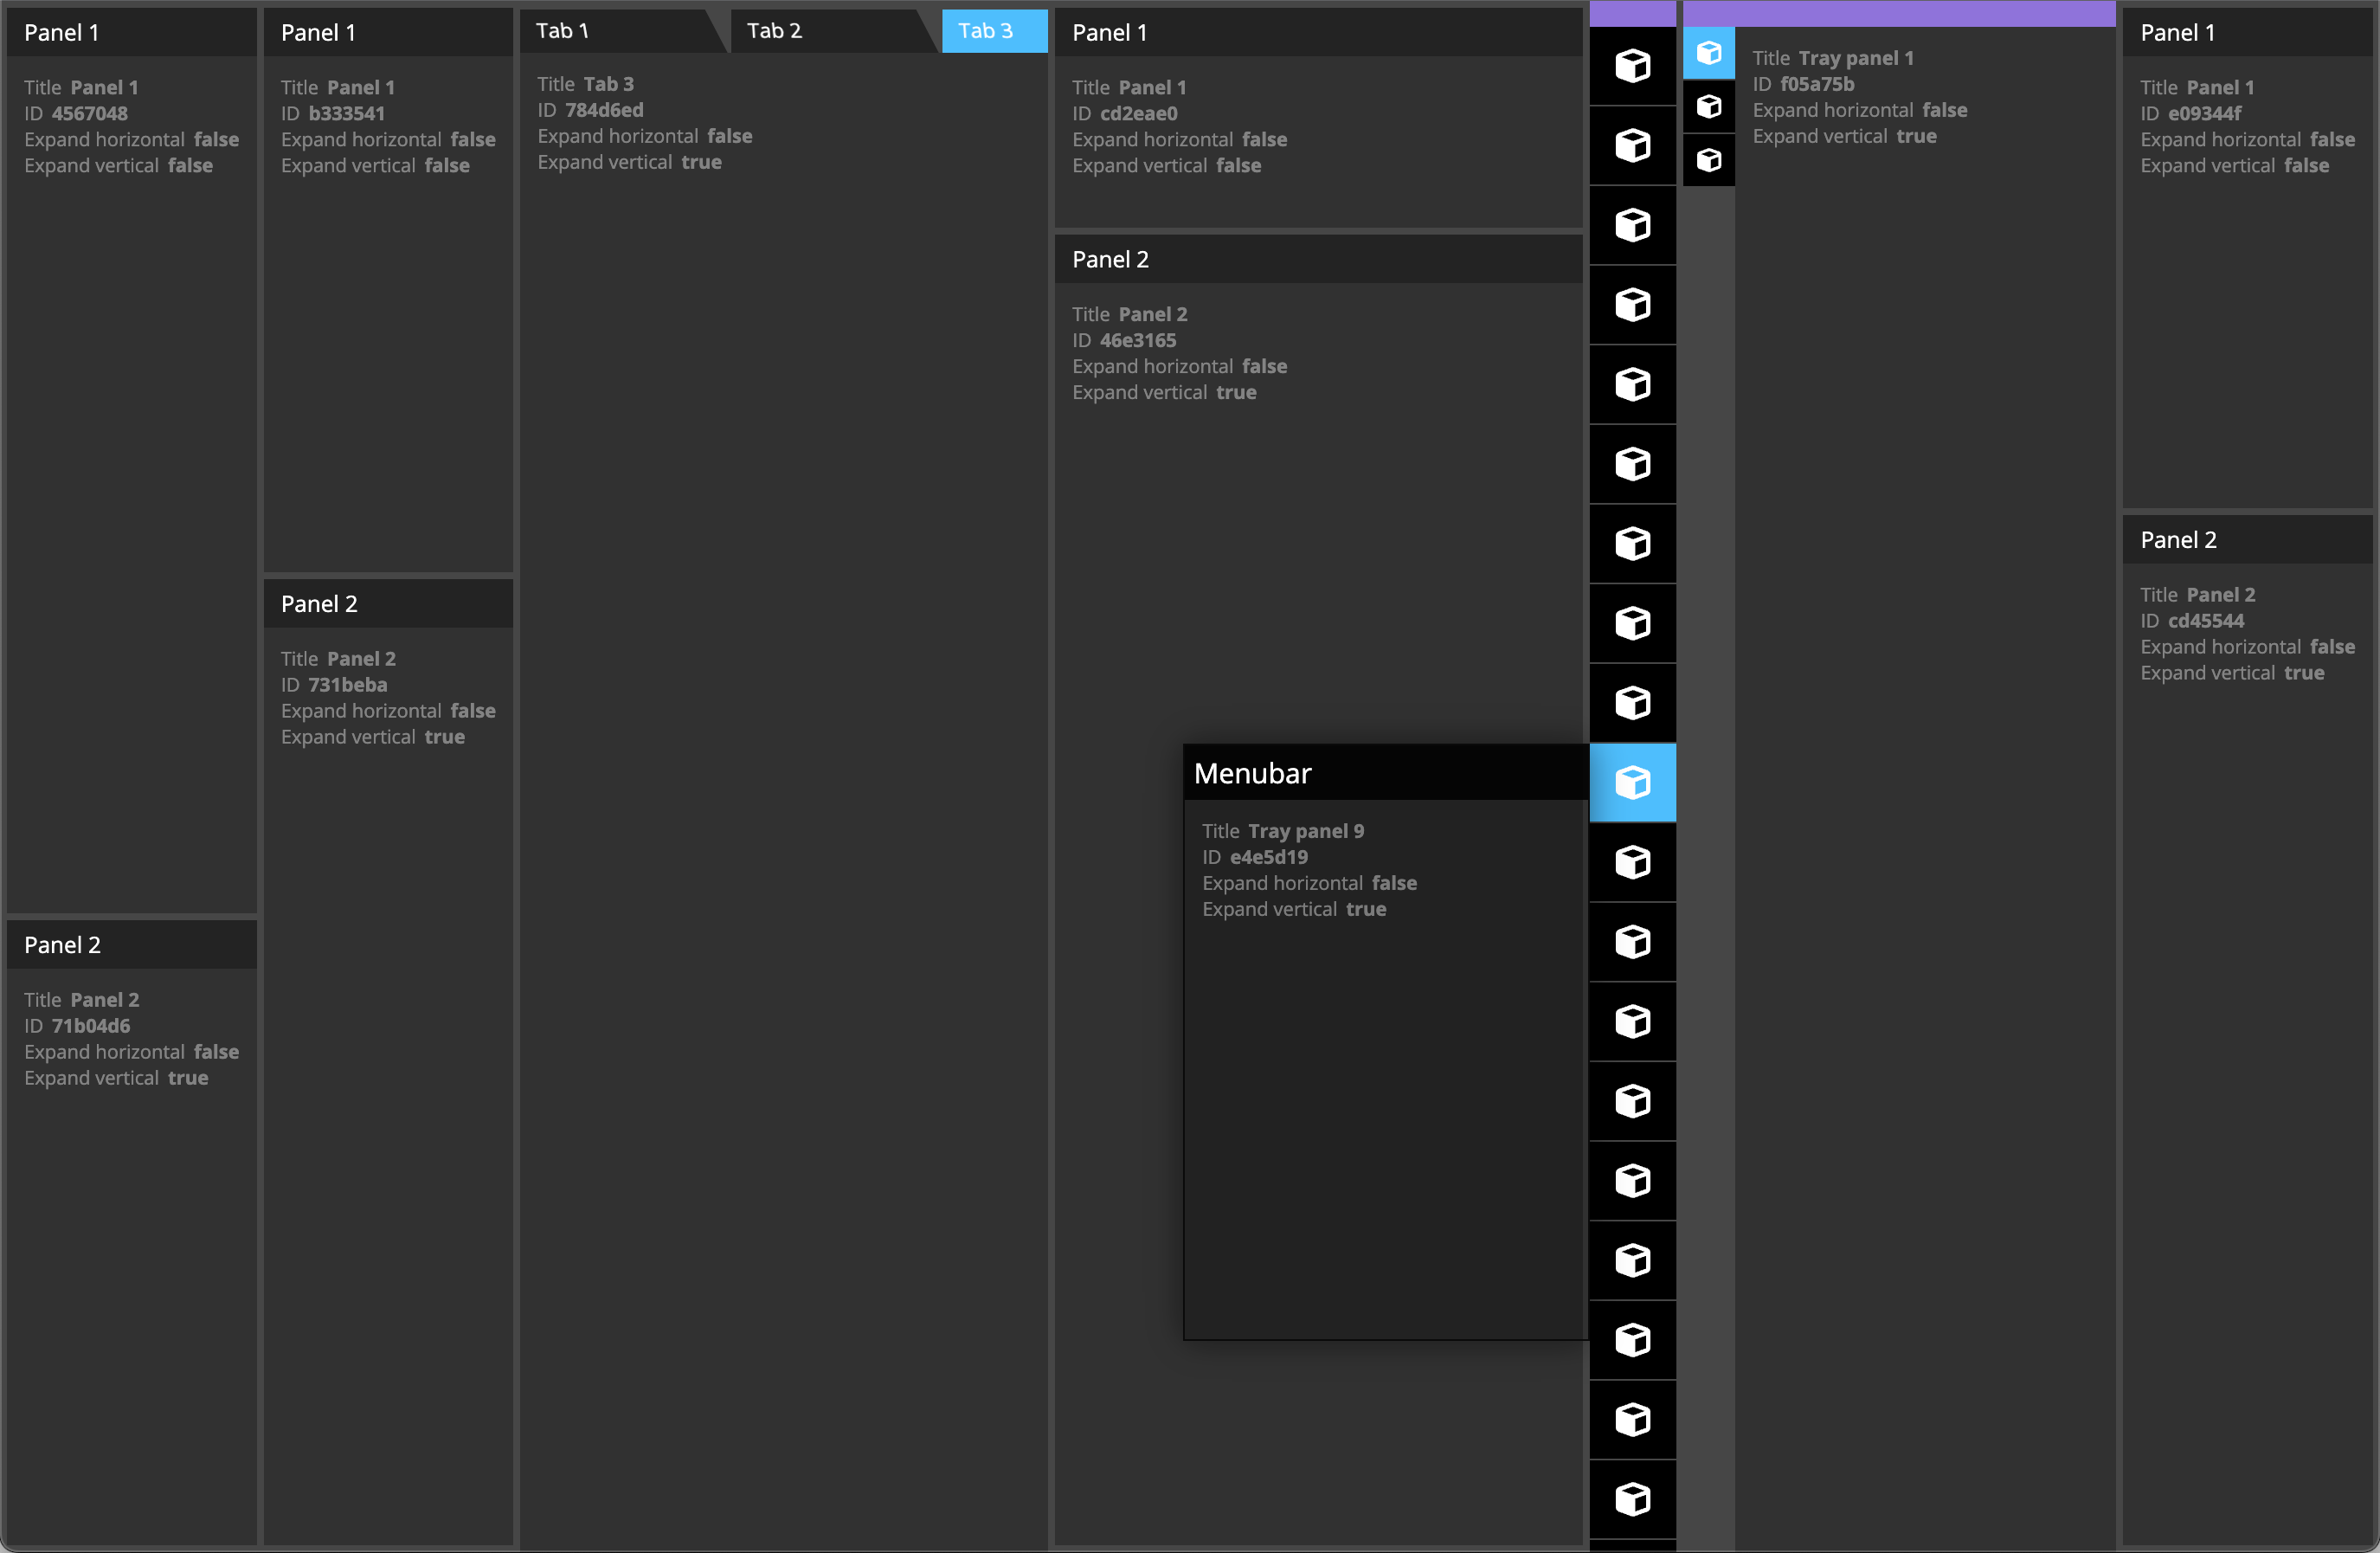 Panel 1
Title Panel 1
ID 4567048
Expand horizontal false
Expand vertical false
Panel 2
Title Panel 2
ID 71b04d6
Expand horizontal false
Expand vertical true
Panel 1
Title Panel 1
ID b333541
Expand horizontal false
Expand vertical false
Panel 2
Title Panel 2
ID 731beba
Expand horizontal false
Expand vertical true
Tab 1
Tab 2
Tab 3
Title Tab 3
ID 784d6ed
Expand horizontal false
Expand vertical true
Panel 1
Title Panel 1
ID cd2eae0
Expand horizontal false
Expand vertical false
Panel 2
Title Panel 2
ID 46e3165
Expand horizontal false
Expand vertical true
Menubar
Title Tray panel 9
ID e4e5d19
Expand horizontal false
Expand vertical true
Title Tray panel 1
ID f05a75b
Expand horizontal false
Expand vertical true
Panel 1
Title Panel 1
ID e09344f
Expand horizontal false
Expand vertical false
Panel 2
Title Panel 2
ID cd45544
Expand horizontal false
Expand vertical true